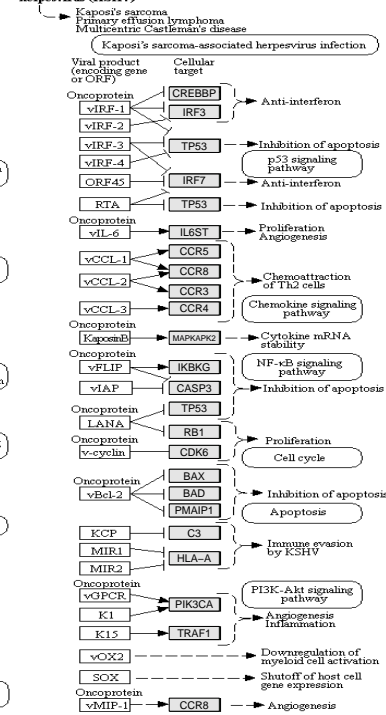 Kaposi's sarcoma
Primary effusion lymphoma
Multicentric Castleman's disease
Kaposi's sarcoma-associated herpesvirus infection
Viral product
(encoding gene
or ORF)
Cellular
target
Oncoprotein
vIRF-1
CREBBP
IRF3
Anti-interferon
vIRF-2
vIRF-3
TP53
Inhibition of apoptosis
vIRF-4
p53 signaling
pathway
ORF45
IRF7
Anti-interferon
RTA
TP53
Inhibition of apoptosis
Oncoprotein
vIL-6
IL6ST
Proliferation
Angiogenesis
vCCL-1
CCR5
CCR8
vCCL-2
CCR3
Chemoattraction
of Th2 cells
vCCL-3
CCR4
Chemokine signaling
pathway
Oncoprotein
KaposinB
MAPKAPK2
Cytokine mRNA
stability
Oncoprotein
vFLIP
IKBKG
NF-κB signaling
pathway
vIAP
CASP3
Inhibition of apoptosis
Oncoprotein
LANA
TP53
RB1
Proliferation
Oncoprotein
v-cyclin
CDK6
Cell cycle
Oncoprotein
vBcl-2
BAX
BAD
PMAIP1
Inhibition of apoptosis
Apoptosis
KCP
C3
MIR1
MIR2
HLA-A
Immune evasion
by KSHV
Oncoprotein
vGPCR
PIK3CA
PI3K-Akt signaling
pathway
K1
Angiogenesis
Inflammation
K15
TRAF1
vOX2
Downregulation of
myeloid cell activation
SOX
Shutoff of host cell
gene expression
Oncoprotein
vMIP-1
CCR8
Angiogenesis